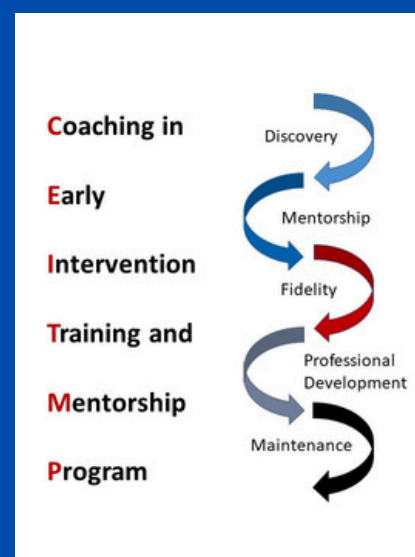 Coaching in
Early
Intervention
Training and
Mentorship
Program
Discovery
Mentorship
Fidelity
Professional
Development
Maintenance